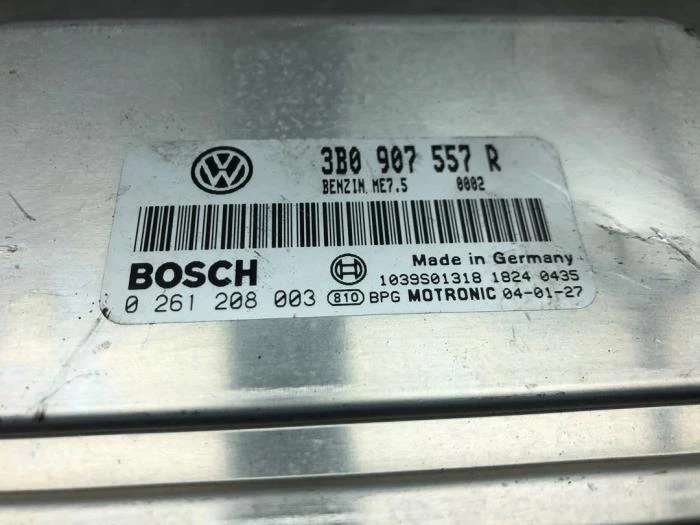 3B0 907 557 R
BENZIN ME7.5 0002
BOSCH
Made in Germany
1039S01318 1824 0435
0 261 208 003 810 BPG MOTRONIC 04-01-27